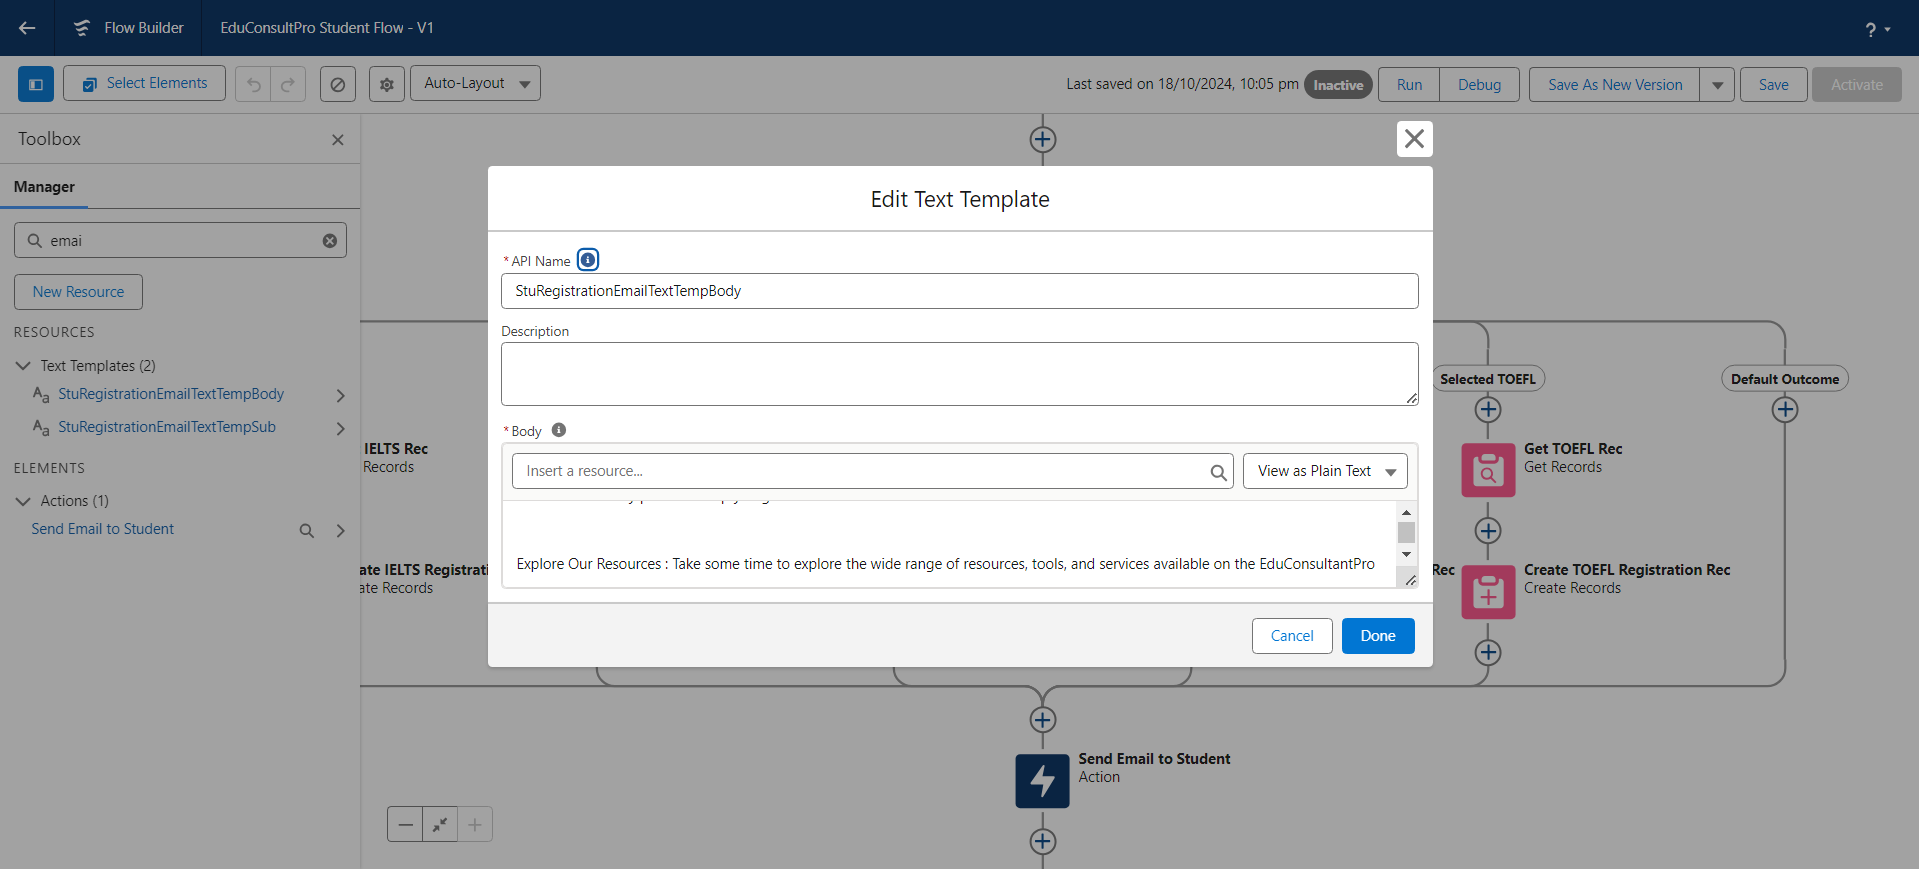 Flow Builder
EduConsultPro Student Flow - V1
?
Select Elements
Auto-Layout
Last saved on 18/10/2024, 10:05 pm
Inactive
Run
Debug
Save As New Version
Save
Activate
Toolbox
Manager
emai
New Resource
RESOURCES
Text Templates (2)
StuRegistrationEmailTextTempBody
StuRegistrationEmailTextTempSub
ELEMENTS
Actions (1)
Send Email to Student
Edit Text Template
* API Name
StuRegistrationEmailTextTempBody
Description
* Body
Insert a resource...
View as Plain Text
Explore Our Resources : Take some time to explore the wide range of resources, tools, and services available on the EduConsultantPro
Cancel
Done
IELTS Rec
Records
ate IELTS Registrati
ate Records
Selected TOEFL
Default Outcome
Get TOEFL Rec
Get Records
Rec
Create TOEFL Registration Rec
Create Records
Send Email to Student
Action